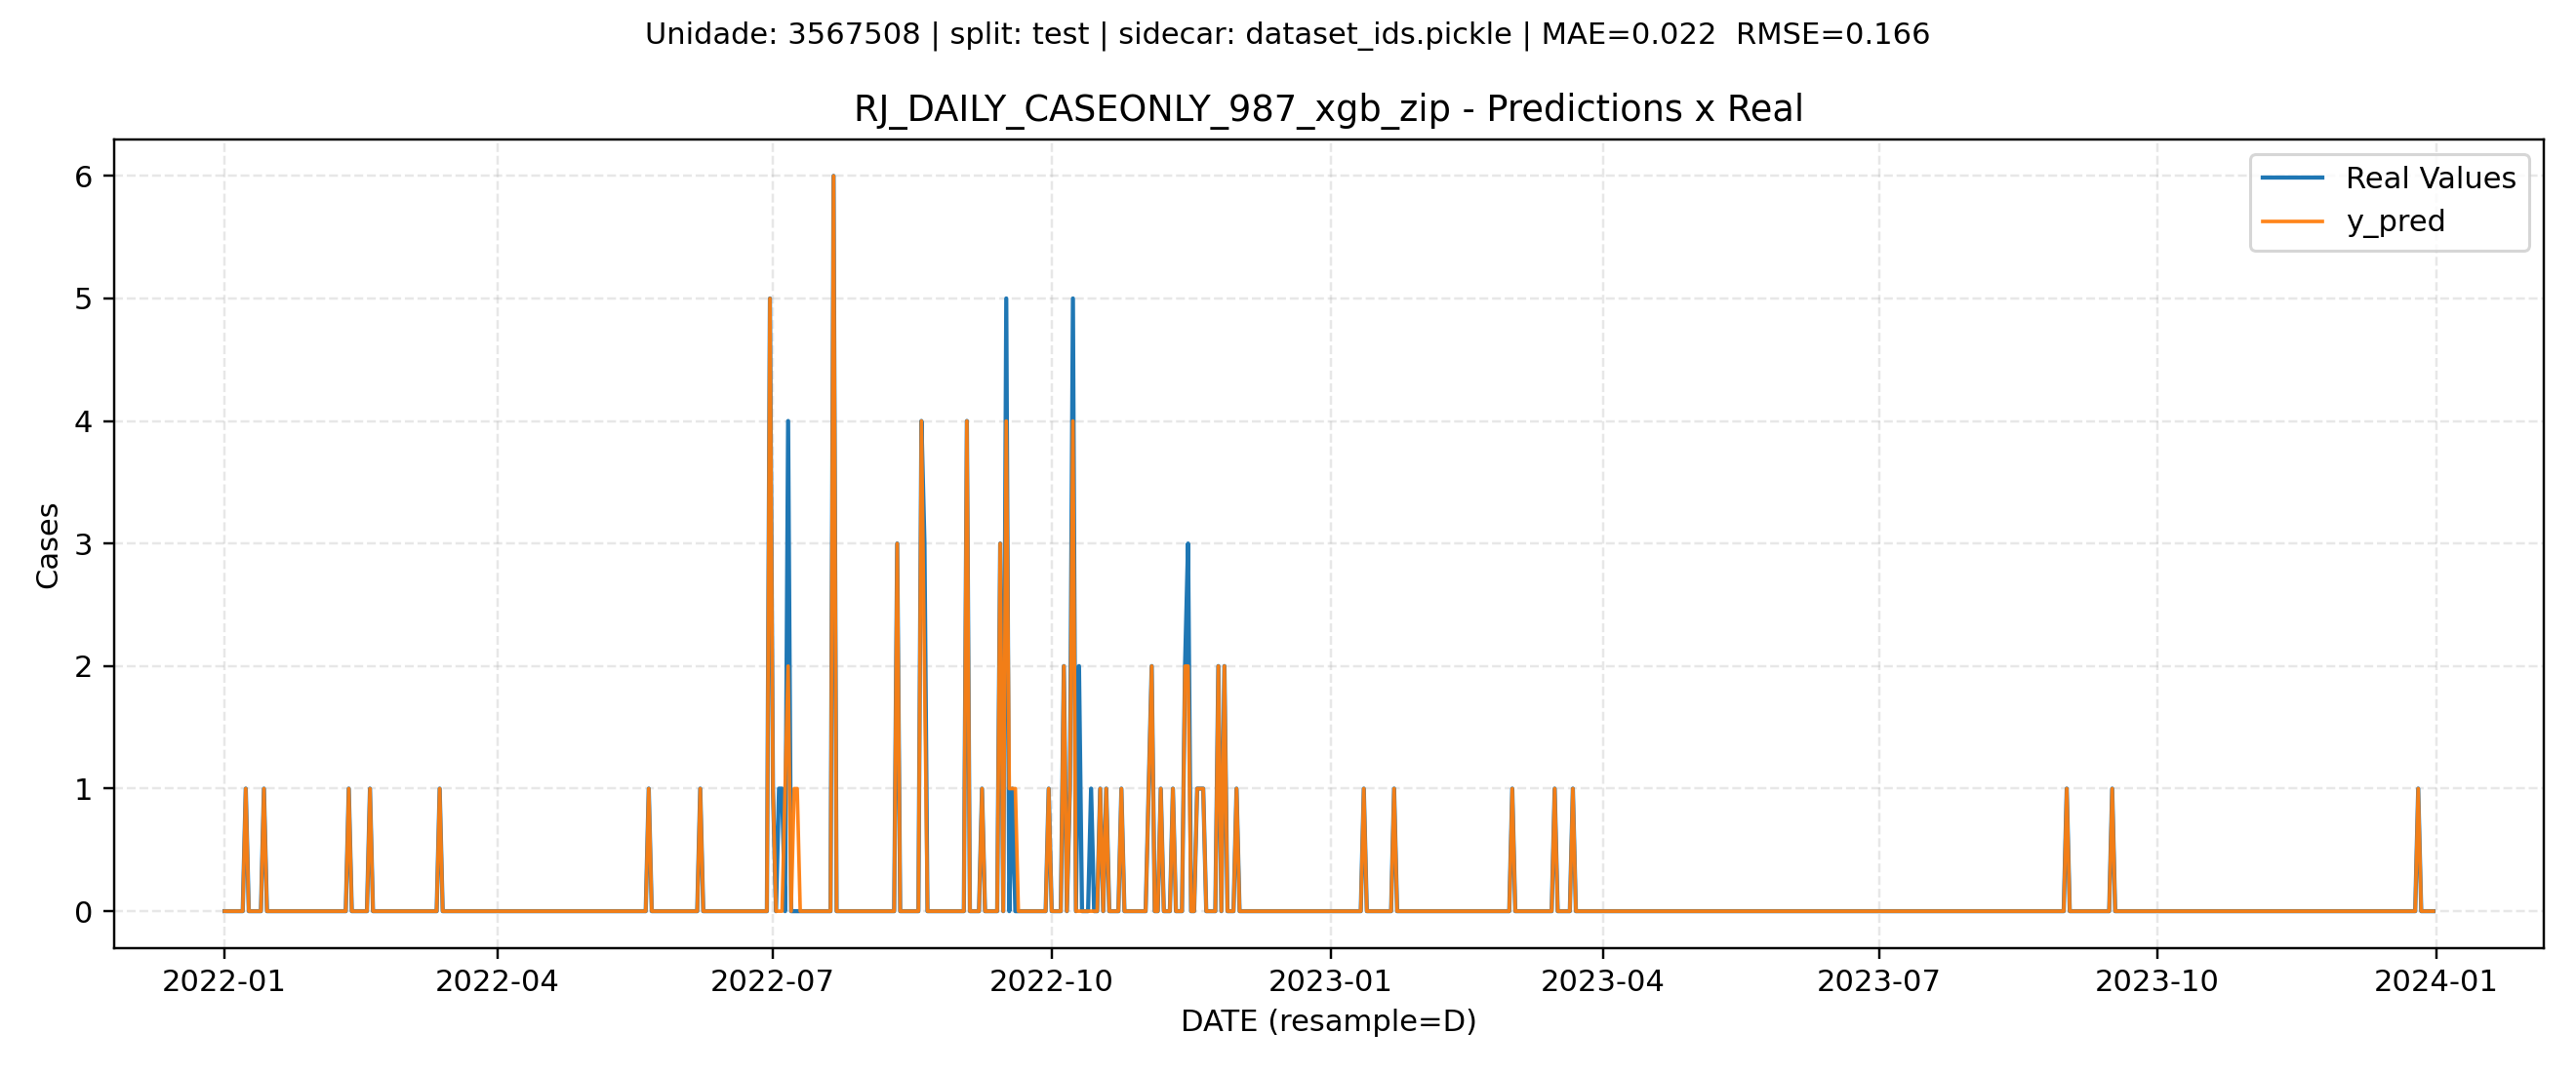 Unidade: 3567508 | split: test | sidecar: dataset_ids.pickle | MAE=0.022  RMSE=0.166
RJ_DAILY_CASEONLY_987_xgb_zip - Predictions x Real
Real Values
y_pred
Cases
6
5
4
3
2
1
0
2022-01
2022-04
2022-07
2022-10
2023-01
2023-04
2023-07
2023-10
2024-01
DATE (resample=D)